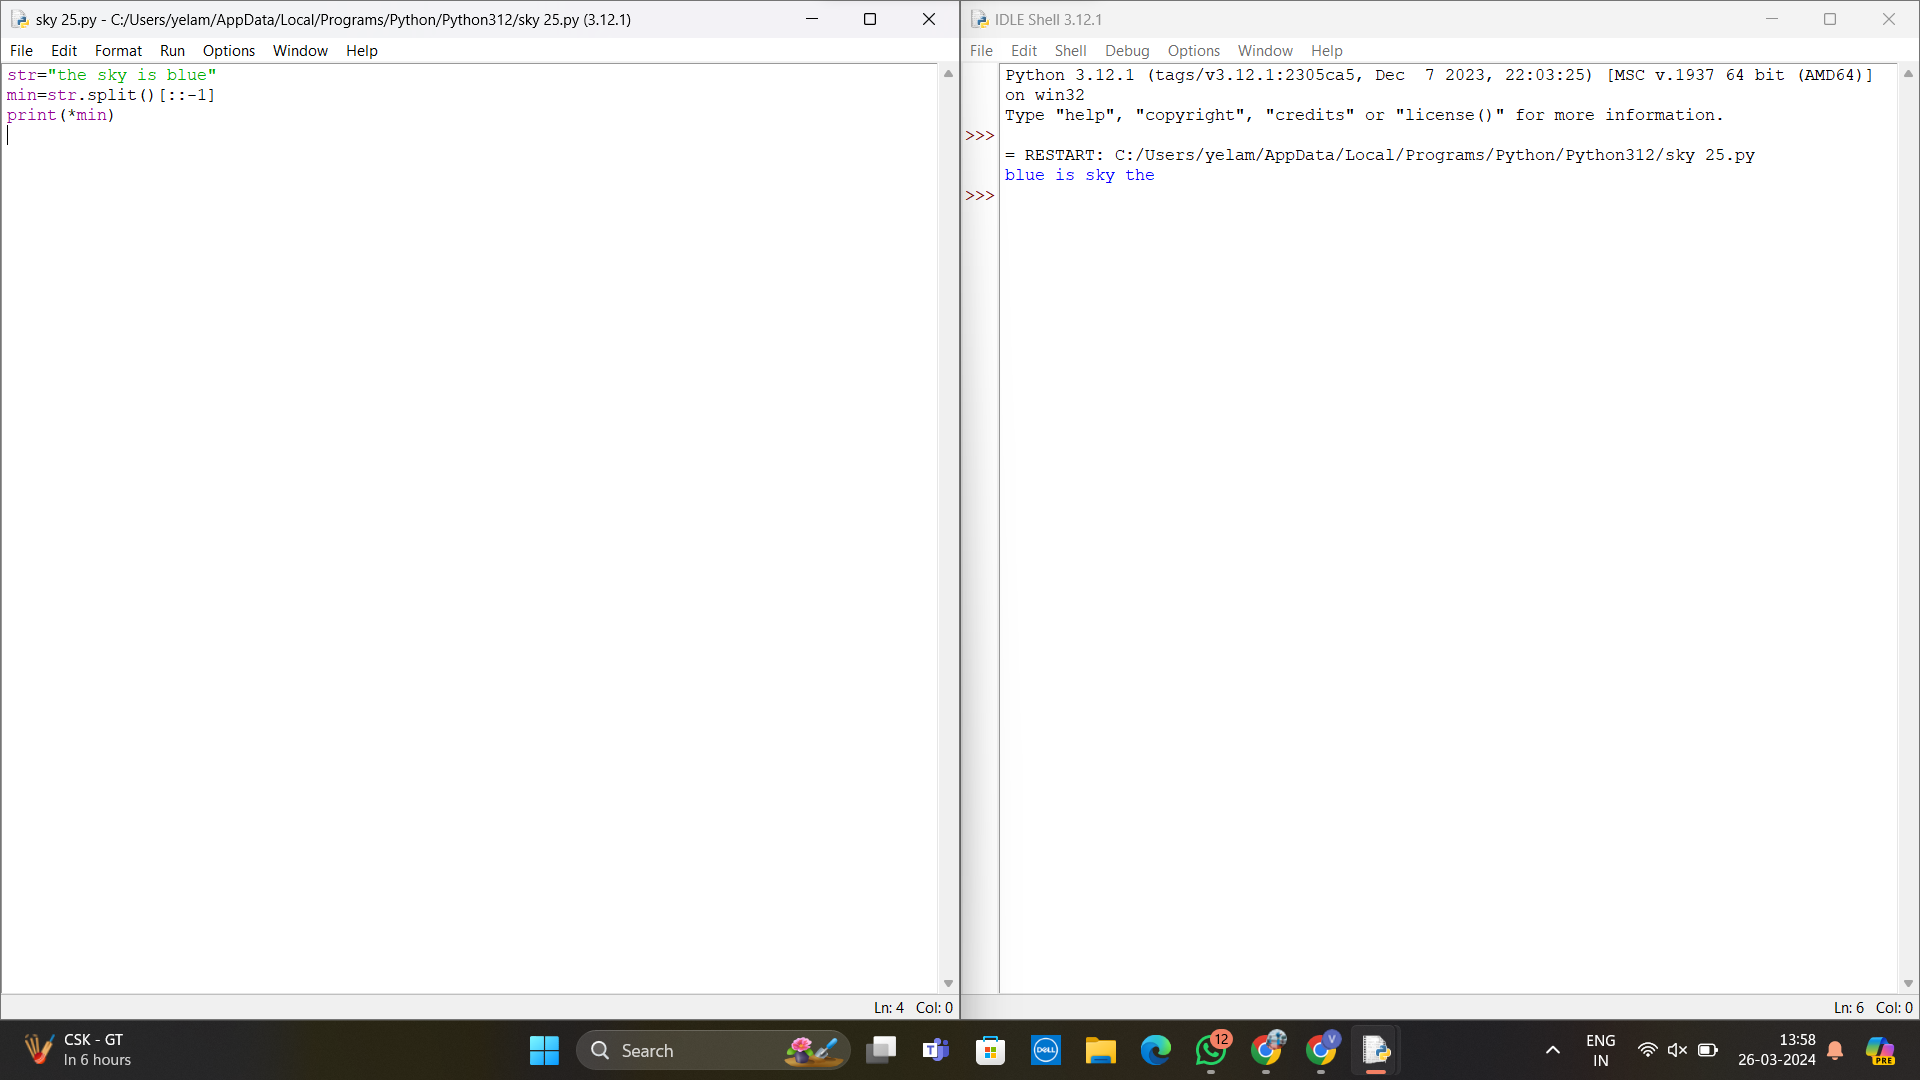 sky 25.py - C:/Users/yelam/AppData/Local/Programs/Python/Python312/sky 25.py (3.12.1)
File Edit Format Run Options Window Help
str="the sky is blue"
min=str.split()[::-1]
print(*min)
Ln: 4 Col: 0
IDLE Shell 3.12.1
File Edit Shell Debug Options Window Help
Python 3.12.1 (tags/v3.12.1:2305ca5, Dec  7 2023, 22:03:25) [MSC v.1937 64 bit (AMD64)]
on win32
Type "help", "copyright", "credits" or "license()" for more information.
>>>
= RESTART: C:/Users/yelam/AppData/Local/Programs/Python/Python312/sky 25.py
blue is sky the
>>>
Ln: 6 Col: 0
CSK - GT
In 6 hours
Search
T
DELL
12
V
ENG
IN
13:58
26-03-2024
PRE